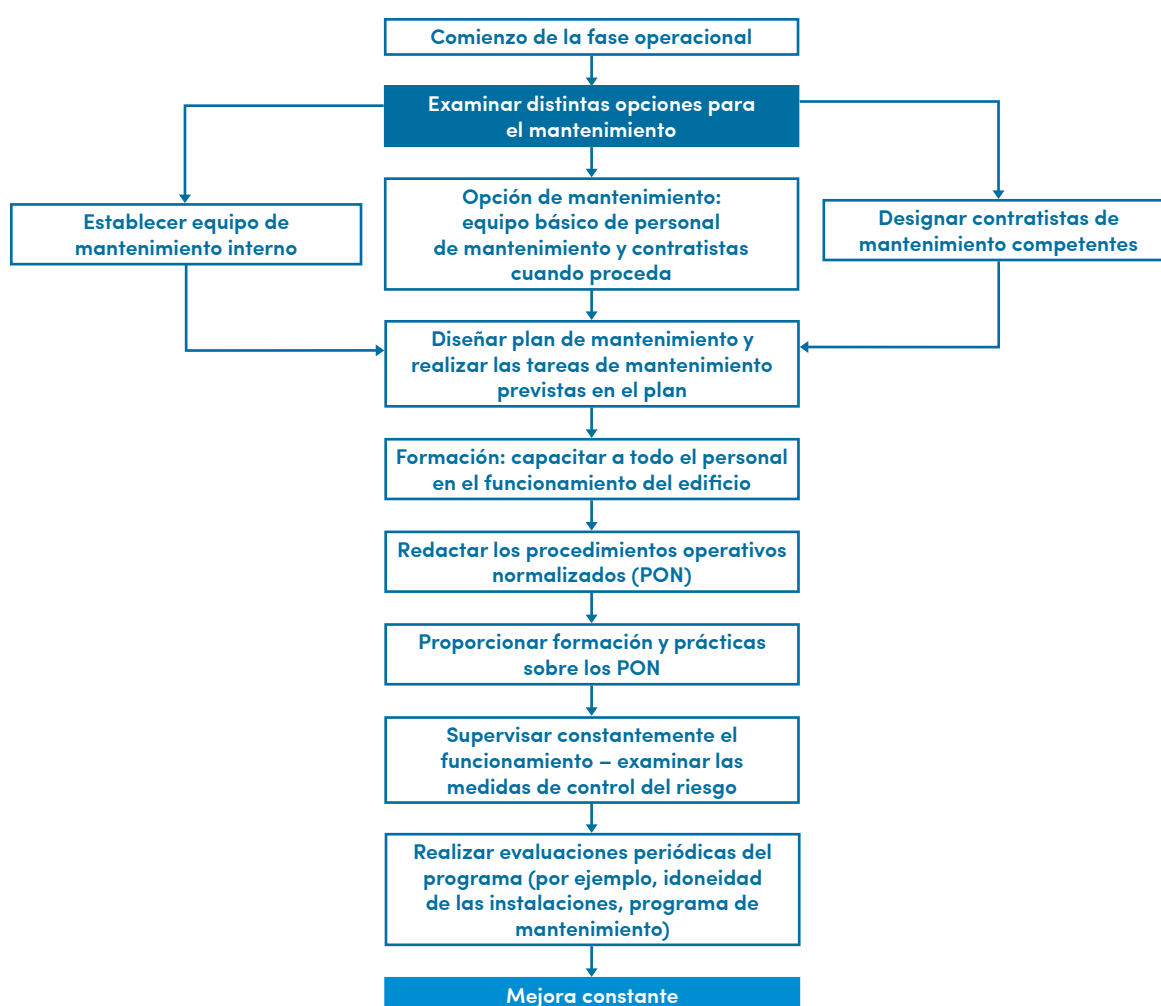 Comienzo de la fase operacional
Examinar distintas opciones para
el mantenimiento
Establecer equipo de
mantenimiento interno
Opción de mantenimiento:
equipo básico de personal
de mantenimiento y contratistas
cuando proceda
Designar contratistas de
mantenimiento competentes
Diseñar plan de mantenimiento y
realizar las tareas de mantenimiento
previstas en el plan
Formación: capacitar a todo el personal
en el funcionamiento del edificio
Redactar los procedimientos operativos
normalizados (PON)
Proporcionar formación y prácticas
sobre los PON
Supervisar constantemente el
funcionamiento – examinar las
medidas de control del riesgo
Realizar evaluaciones periódicas del
programa (por ejemplo, idoneidad
de las instalaciones, programa de
mantenimiento)
Mejora constante